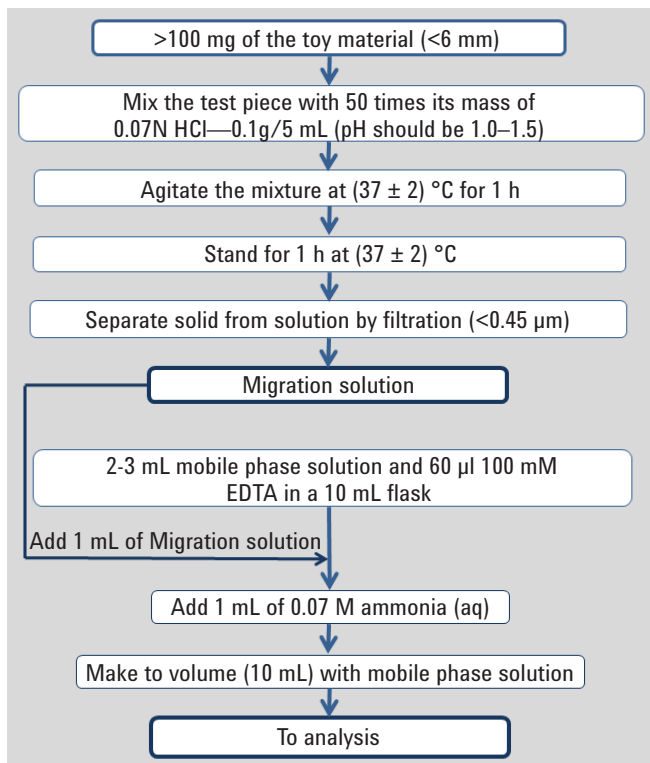 >100 mg of the toy material (<6 mm)
Mix the test piece with 50 times its mass of
0.07N HCl—0.1g/5 mL (pH should be 1.0–1.5)
Agitate the mixture at (37 ± 2) °C for 1 h
Stand for 1 h at (37 ± 2) °C
Separate solid from solution by filtration (<0.45 µm)
Migration solution
2-3 mL mobile phase solution and 60 µl 100 mM
EDTA in a 10 mL flask
Add 1 mL of Migration solution
Add 1 mL of 0.07 M ammonia (aq)
Make to volume (10 mL) with mobile phase solution
To analysis